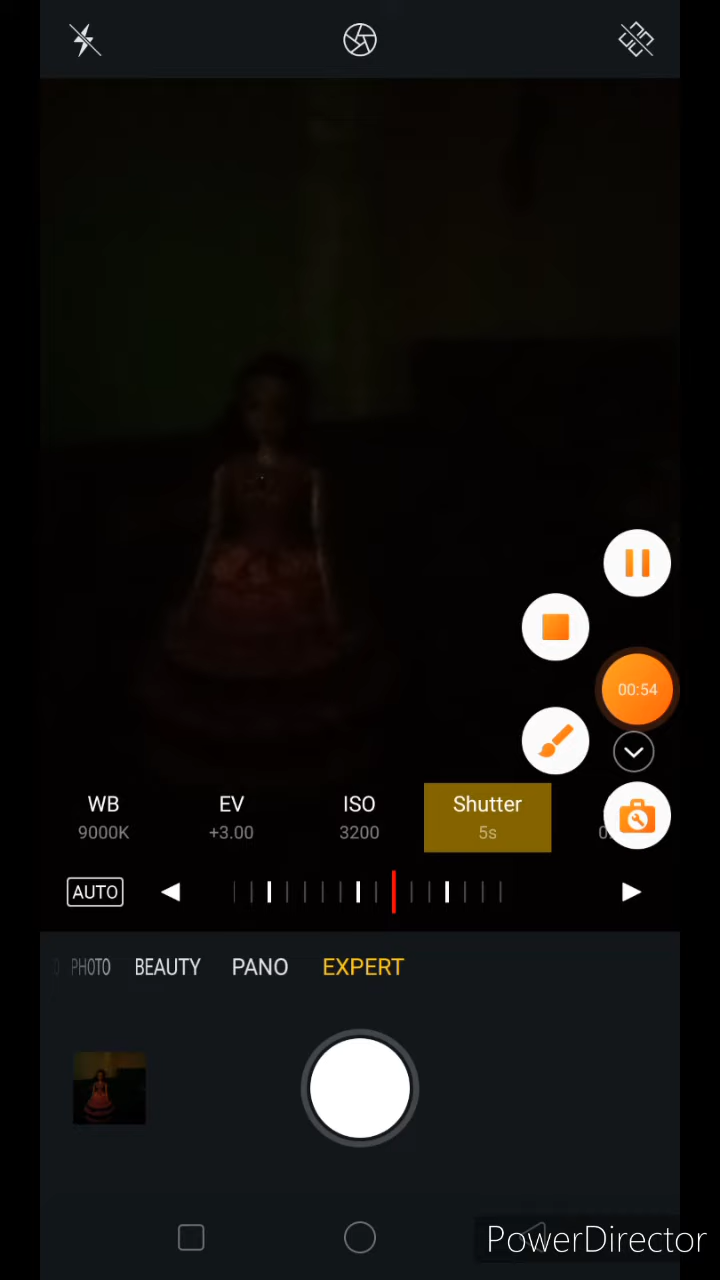 00:54
WB EV ISO Shutter
9000K +3.00 3200 5s
AUTO
PHOTO BEAUTY PANO EXPERT
PowerDirector